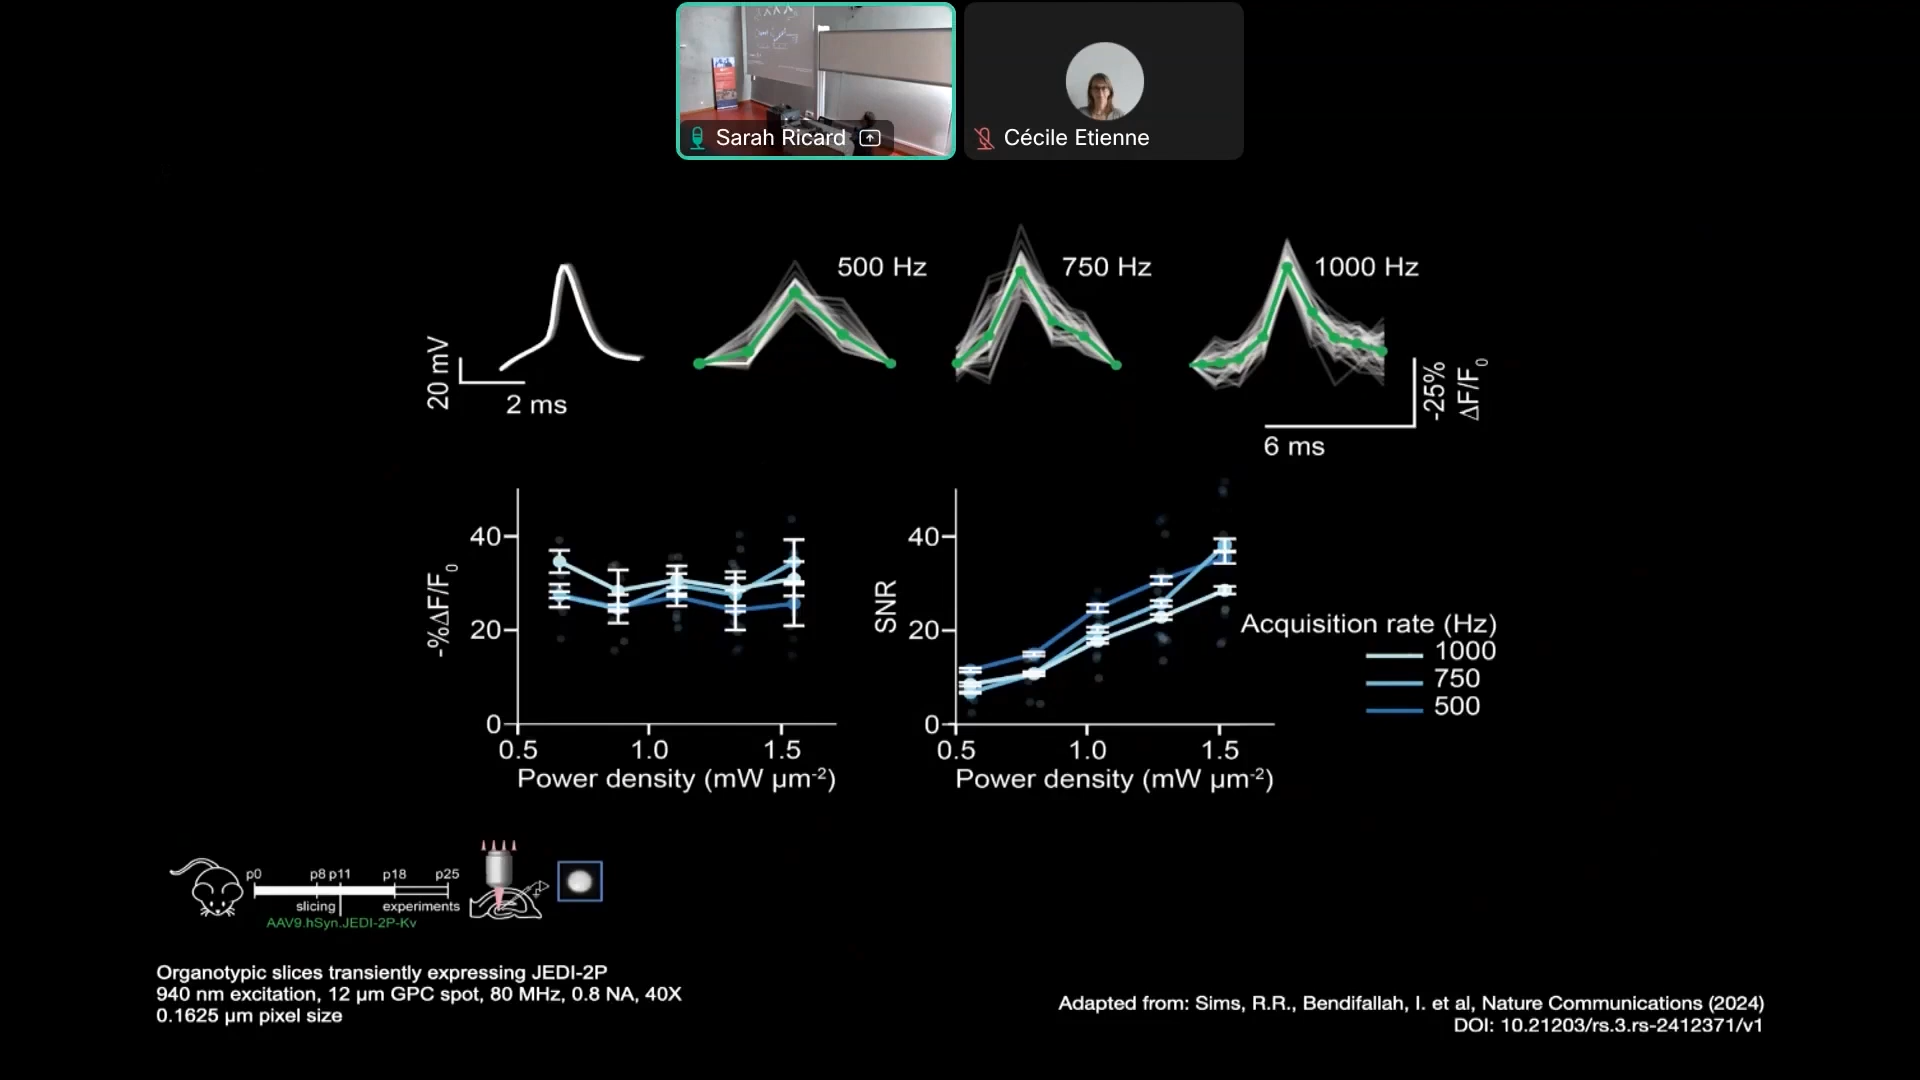 Sarah Ricard
Cécile Etienne
500 Hz
750 Hz
1000 Hz
20 mV
2 ms
-25%
ΔF/F0
6 ms
40
20
0
-%ΔF/F0
0.5
1.0
1.5
Power density (mW µm-2)
40
20
0
SNR
0.5
1.0
1.5
Power density (mW µm-2)
Acquisition rate (Hz)
1000
750
500
p0
p8
p11
p18
p25
slicing
experiments
AAV9.hSyn.JEDI-2P-Kv
Organotypic slices transiently expressing JEDI-2P
940 nm excitation, 12 µm GPC spot, 80 MHz, 0.8 NA, 40X
0.1625 µm pixel size
Adapted from: Sims, R.R., Bendifallah, I. et al, Nature Communications (2024)
DOI: 10.21203/rs.3.rs-2412371/v1